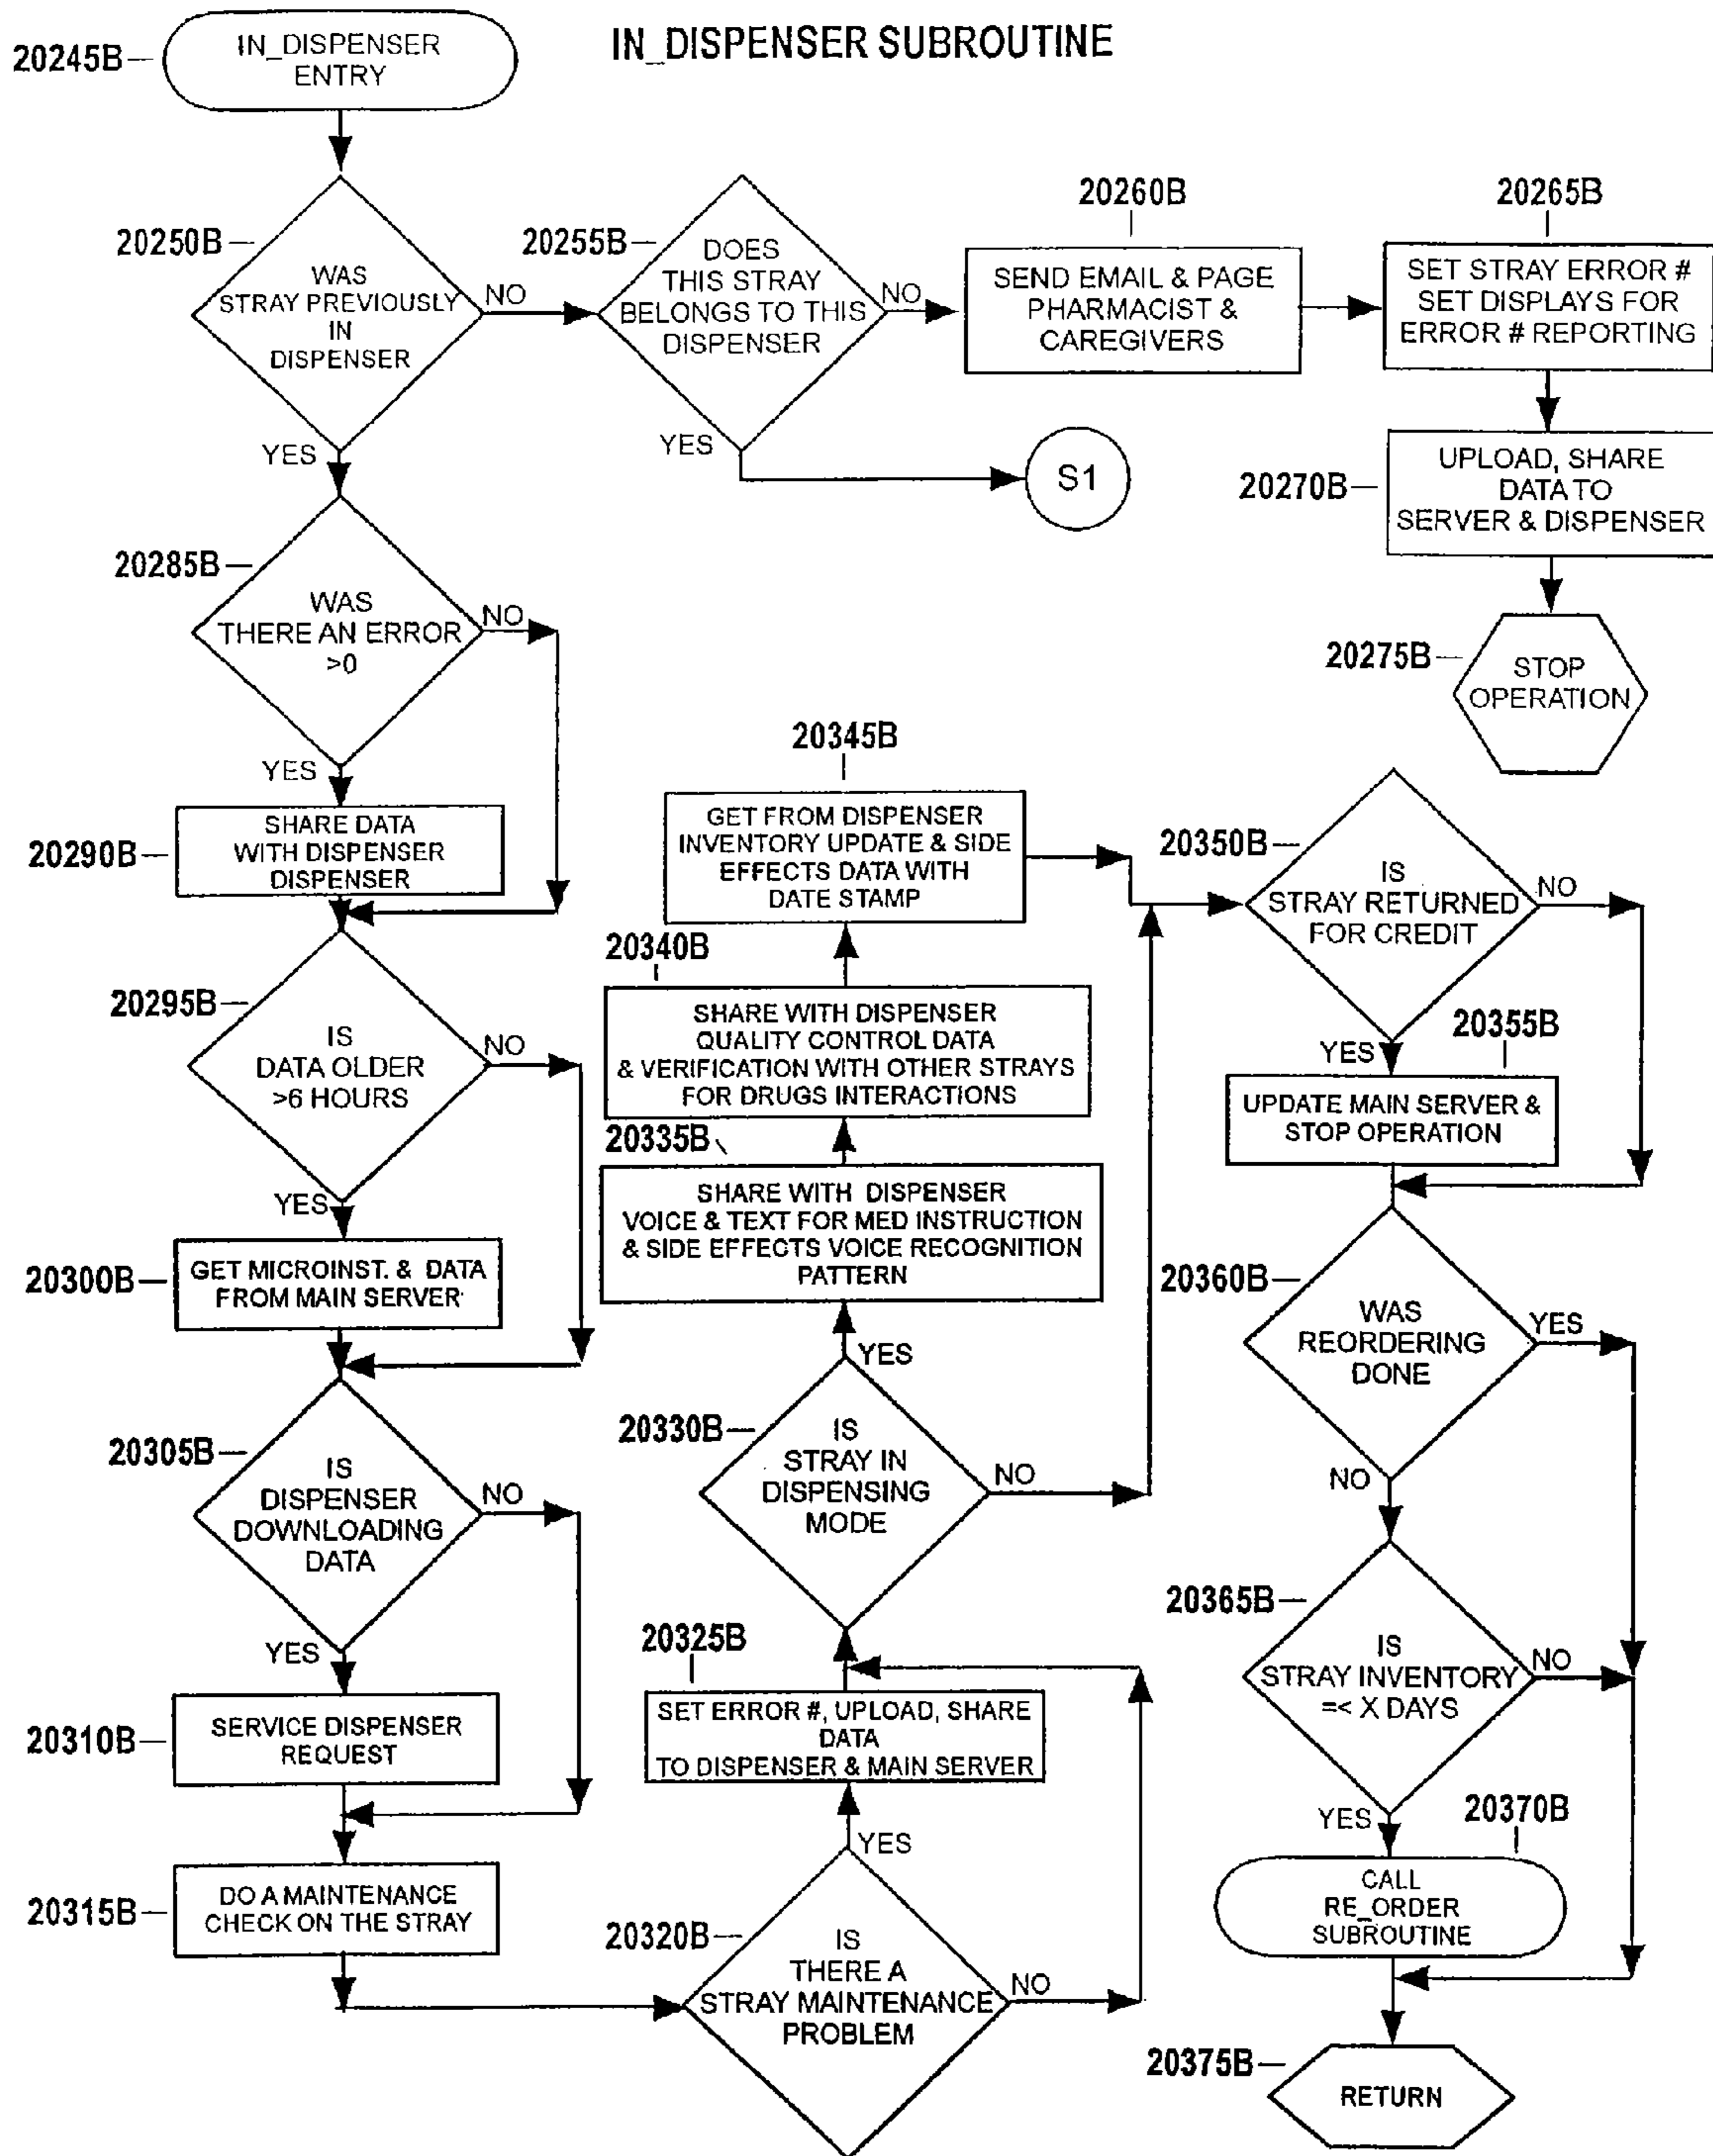 IN_DISPENSER SUBROUTINE
20245B
IN_DISPENSER
ENTRY
20250B
WAS
STRAY PREVIOUSLY
IN
DISPENSER
NO
YES
20255B
DOES
THIS STRAY
BELONGS TO THIS
DISPENSER
NO
YES
S1
20260B
SEND EMAIL & PAGE
PHARMACIST &
CAREGIVERS
20265B
SET STRAY ERROR #
SET DISPLAYS FOR
ERROR # REPORTING
20270B
UPLOAD, SHARE
DATA TO
SERVER & DISPENSER
20275B
STOP
OPERATION
20285B
WAS
THERE AN ERROR
>0
NO
YES
20290B
SHARE DATA
WITH DISPENSER
DISPENSER
20295B
IS
DATA OLDER
>6 HOURS
NO
YES
20300B
GET MICROINST. & DATA
FROM MAIN SERVER
20305B
IS
DISPENSER
DOWNLOADING
DATA
NO
YES
20310B
SERVICE DISPENSER
REQUEST
20315B
DO A MAINTENANCE
CHECK ON THE STRAY
20320B
IS
THERE A
STRAY MAINTENANCE
PROBLEM
NO
YES
20325B
SET ERROR #, UPLOAD, SHARE
DATA
TO DISPENSER & MAIN SERVER
20330B
IS
STRAY IN
DISPENSING
MODE
NO
YES
20335B
SHARE WITH DISPENSER
VOICE & TEXT FOR MED INSTRUCTION
& SIDE EFFECTS VOICE RECOGNITION
PATTERN
20340B
SHARE WITH DISPENSER
QUALITY CONTROL DATA
& VERIFICATION WITH OTHER STRAYS
FOR DRUGS INTERACTIONS
20345B
GET FROM DISPENSER
INVENTORY UPDATE & SIDE
EFFECTS DATA WITH
DATE STAMP
20350B
IS
STRAY RETURNED
FOR CREDIT
NO
YES
20355B
UPDATE MAIN SERVER &
STOP OPERATION
20360B
WAS
REORDERING
DONE
YES
NO
20365B
IS
STRAY INVENTORY
=< X DAYS
NO
YES
20370B
CALL
RE_ORDER
SUBROUTINE
20375B
RETURN